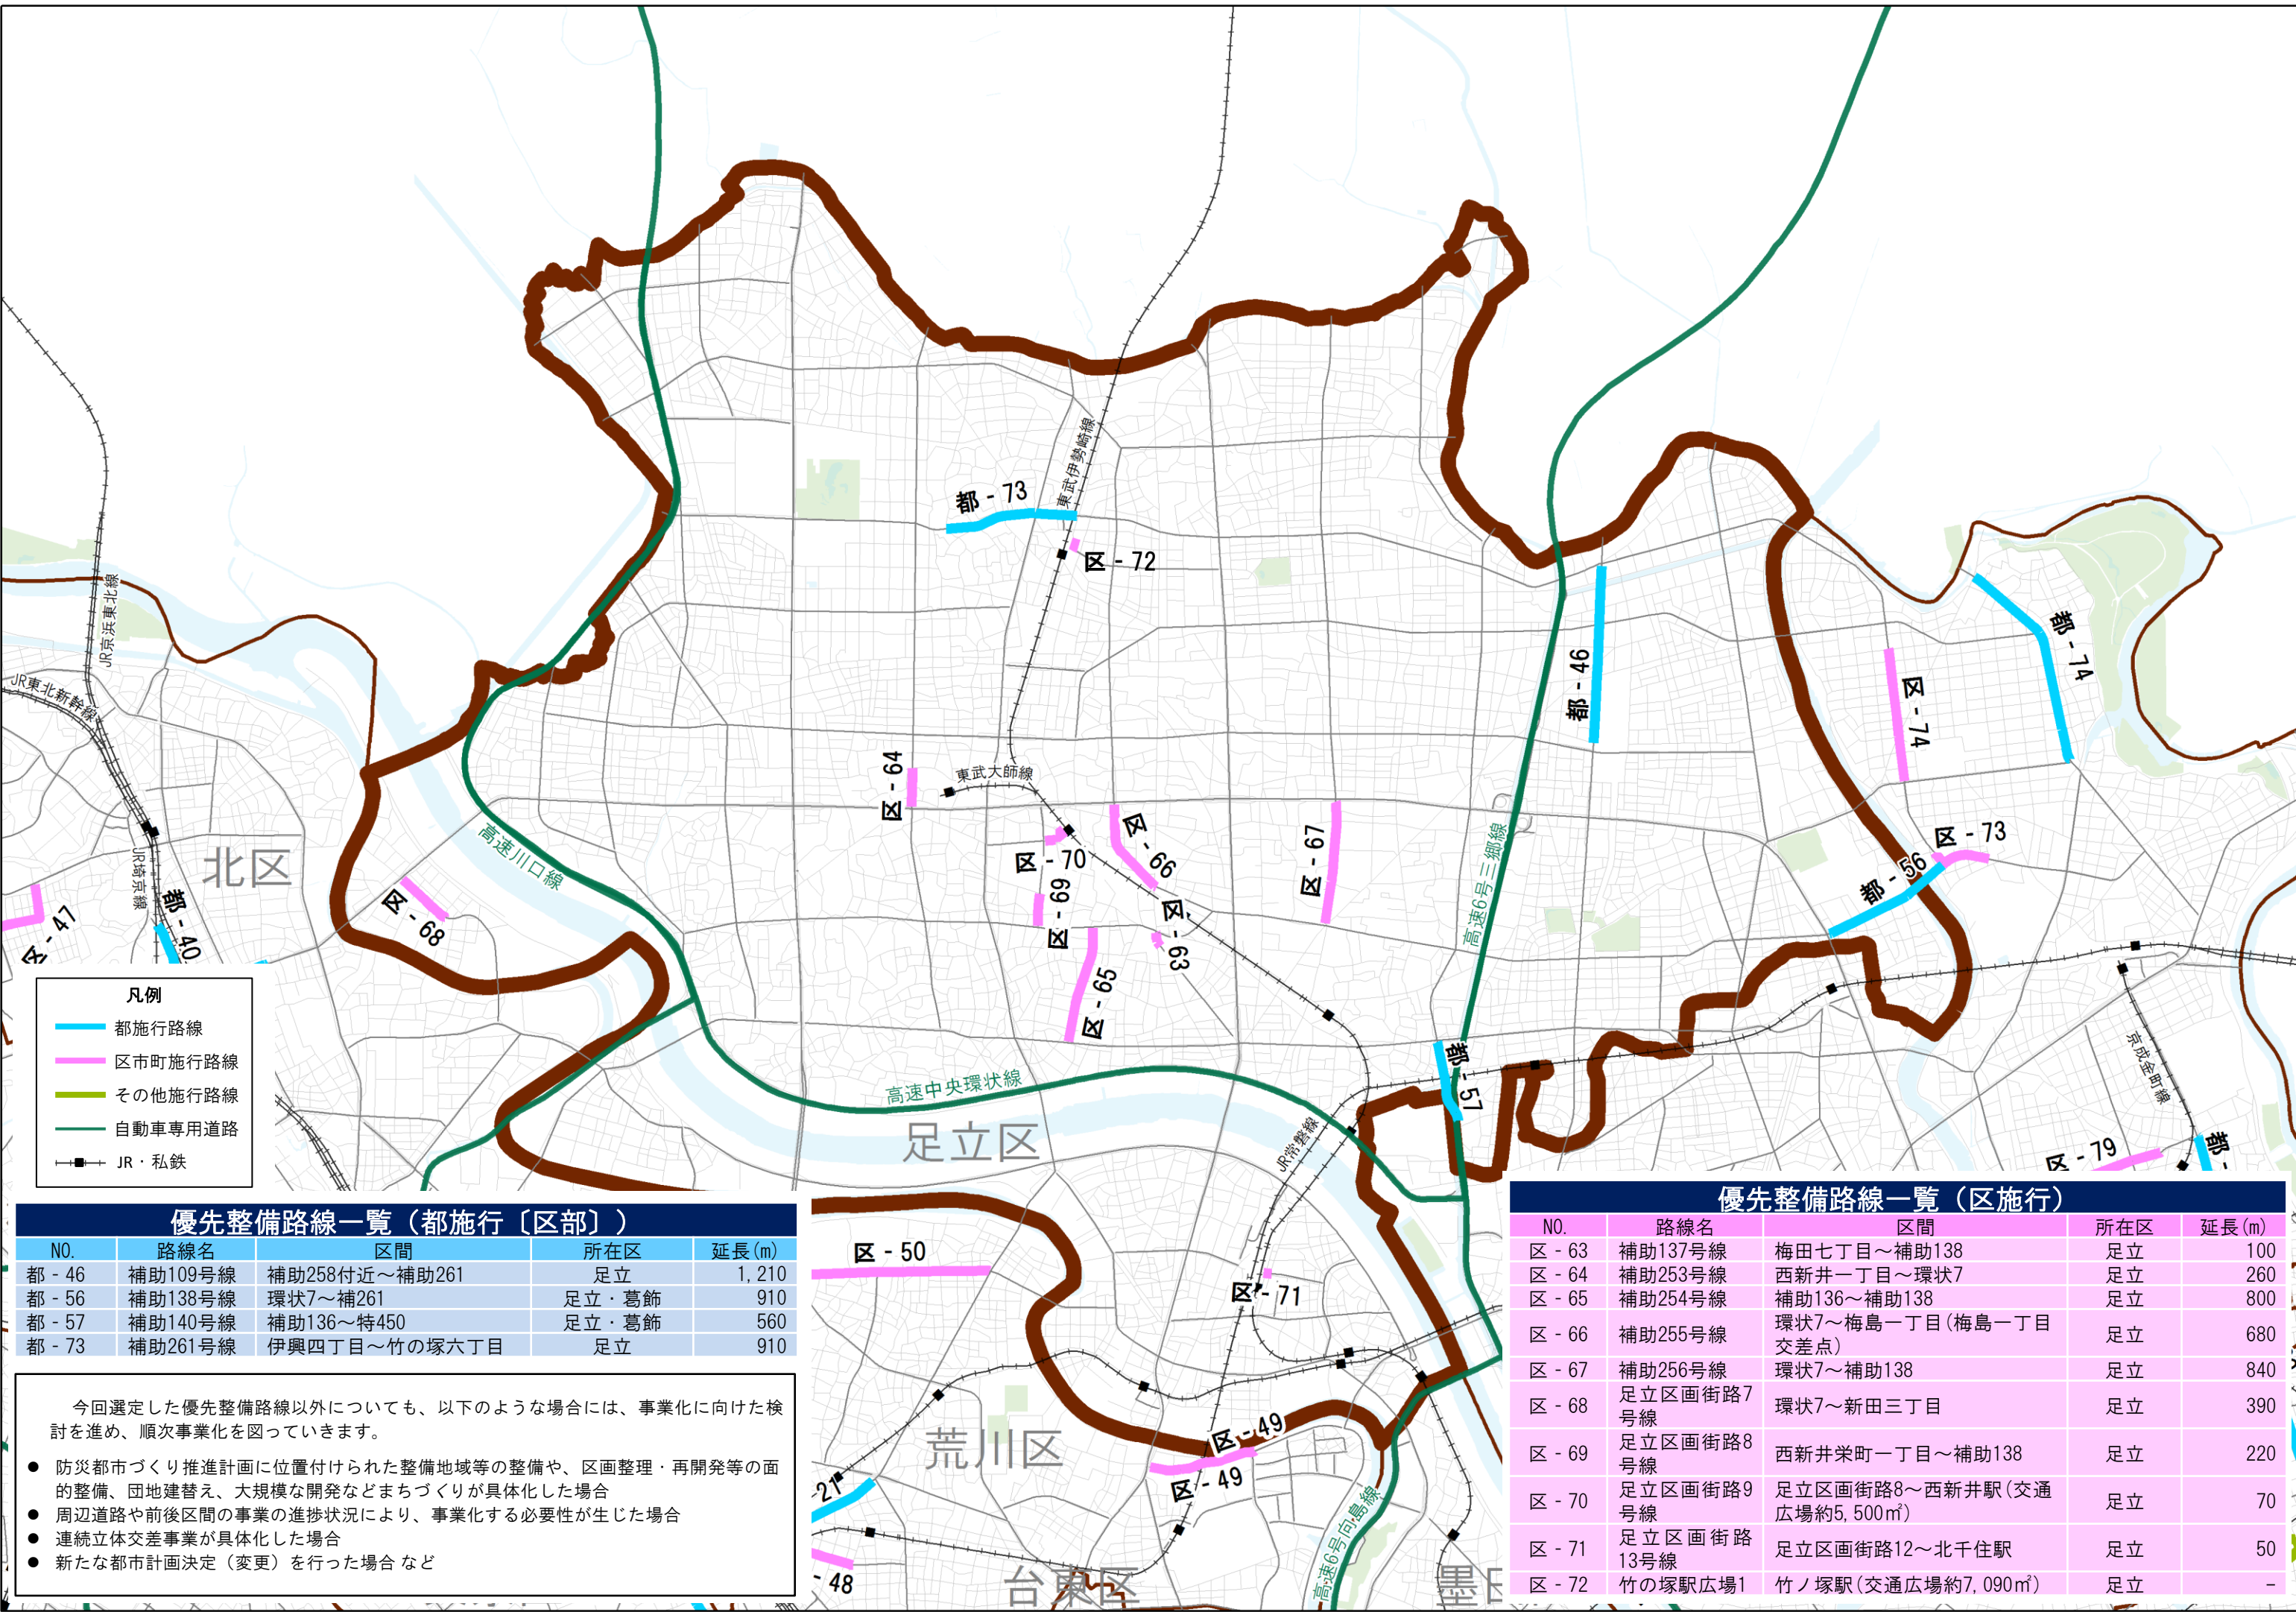 都 - 73
東武伊勢崎線
区 - 72
JR京浜東北線
JR東北新幹線
都 - 46
都 - 74
区 - 74
区 - 64
東武大師線
区 - 66
区 - 70
区 - 67
区 - 73
都 - 56
高速6号三郷線
高速川口線
北区
JR埼京線
都 - 40
区 - 47
区 - 68
区 - 69
区 - 63
区 - 65
都 - 57
京成金町線
高速中央環状線
足立区
JR常磐線
区 - 79
都 -
凡例
都施行路線
区市町施行路線
その他施行路線
自動車専用道路
JR・私鉄
区 - 50
区 - 71
荒川区
区 - 49
区 - 49
-21
- 48
台東区
高速6号向島線
優先整備路線一覧（都施行〔区部〕）
NO. 路線名 区間 所在区 延長(m)
都 - 46 補助109号線 補助258付近～補助261 足立 1,210
都 - 56 補助138号線 環状7～補261 足立・葛飾 910
都 - 57 補助140号線 補助136～特450 足立・葛飾 560
都 - 73 補助261号線 伊興四丁目～竹の塚六丁目 足立 910
今回選定した優先整備路線以外についても、以下のような場合には、事業化に向けた検
討を進め、順次事業化を図っていきます。
● 防災都市づくり推進計画に位置付けられた整備地域等の整備や、区画整理・再開発等の面
的整備、団地建替え、大規模な開発などまちづくりが具体化した場合
● 周辺道路や前後区間の事業の進捗状況により、事業化する必要性が生じた場合
● 連続立体交差事業が具体化した場合
● 新たな都市計画決定（変更）を行った場合 など
優先整備路線一覧（区施行）
NO. 路線名 区間 所在区 延長(m)
区 - 63 補助137号線 梅田七丁目～補助138 足立 100
区 - 64 補助253号線 西新井一丁目～環状7 足立 260
区 - 65 補助254号線 補助136～補助138 足立 800
区 - 66 補助255号線 環状7～梅島一丁目(梅島一丁目
交差点) 足立 680
区 - 67 補助256号線 環状7～補助138 足立 840
区 - 68 足立区画街路7
号線 環状7～新田三丁目 足立 390
区 - 69 足立区画街路8
号線 西新井栄町一丁目～補助138 足立 220
区 - 70 足立区画街路9
号線 足立区画街路8～西新井駅(交通
広場約5,500㎡) 足立 70
区 - 71 足立区画街路
13号線 足立区画街路12～北千住駅 足立 50
区 - 72 竹の塚駅広場1 竹ノ塚駅(交通広場約7,090㎡) 足立 -